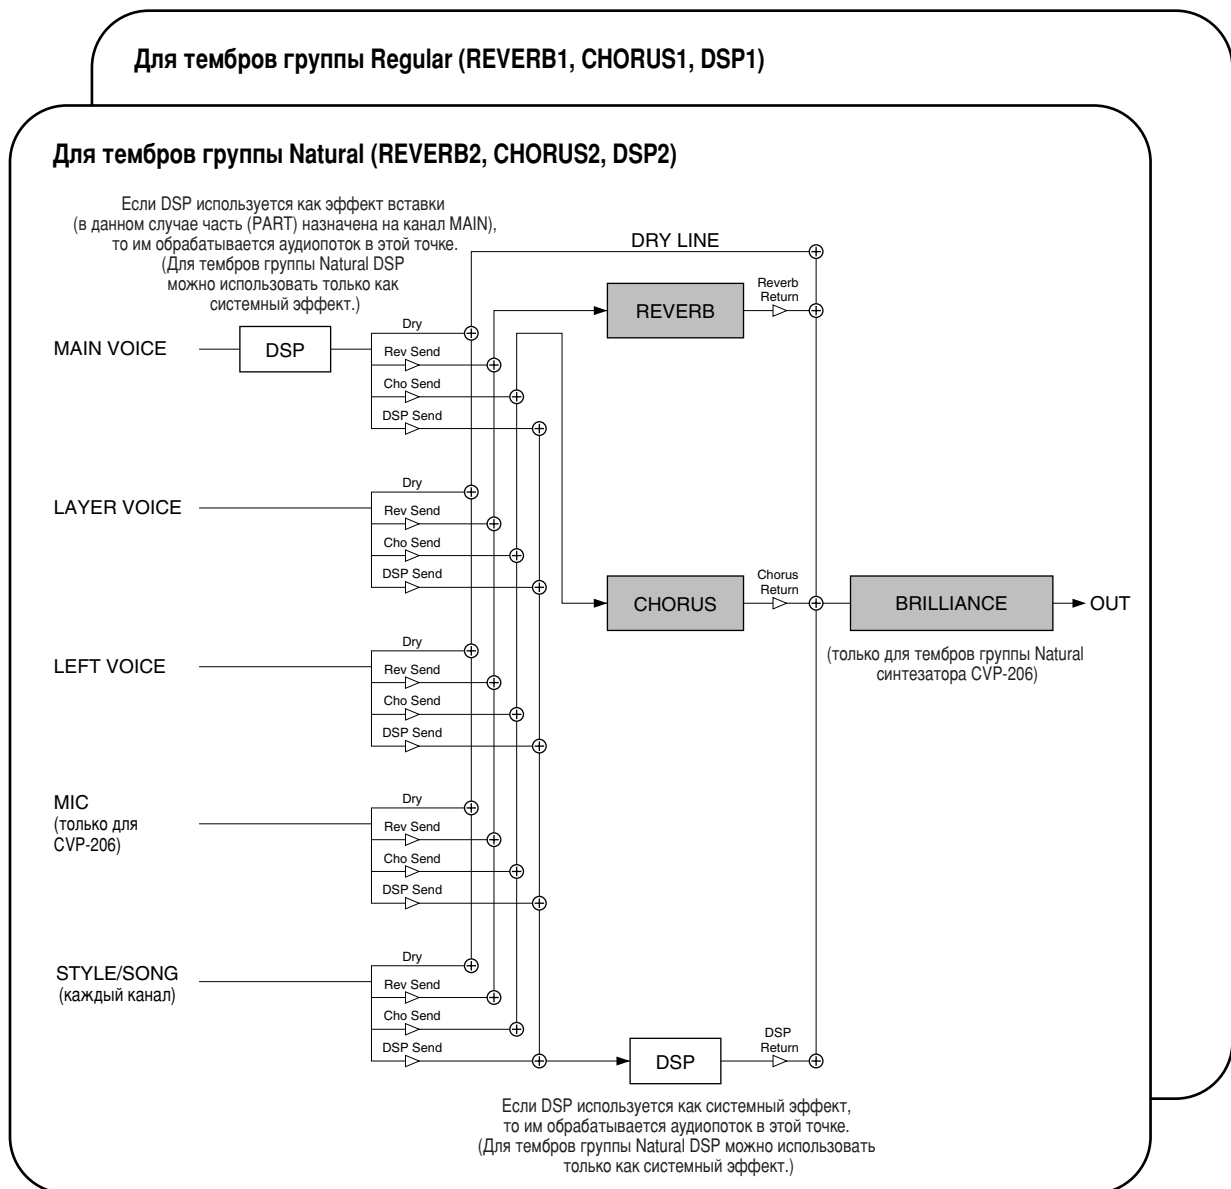 Для тембров группы Regular (REVERB1, CHORUS1, DSP1)
Для тембров группы Natural (REVERB2, CHORUS2, DSP2)
Если DSP используется как эффект вставки
(в данном случае часть (PART) назначена на канал MAIN),
то им обрабатывается аудиопоток в этой точке.
(Для тембров группы Natural DSP
можно использовать только как
системный эффект.)
DRY LINE
MAIN VOICE
DSP
Dry
Rev Send
Cho Send
DSP Send
REVERB
Reverb
Return
LAYER VOICE
Dry
Rev Send
Cho Send
DSP Send
CHORUS
Chorus
Return
BRILLIANCE
OUT
(только для тембров группы Natural
синтезатора CVP-206)
LEFT VOICE
Dry
Rev Send
Cho Send
DSP Send
MIC
(только для
CVP-206)
Dry
Rev Send
Cho Send
DSP Send
STYLE/SONG
(каждый канал)
Dry
Rev Send
Cho Send
DSP Send
DSP
DSP
Return
Если DSP используется как системный эффект,
то им обрабатывается аудиопоток в этой точке.
(Для тембров группы Natural DSP можно использовать
только как системный эффект.)